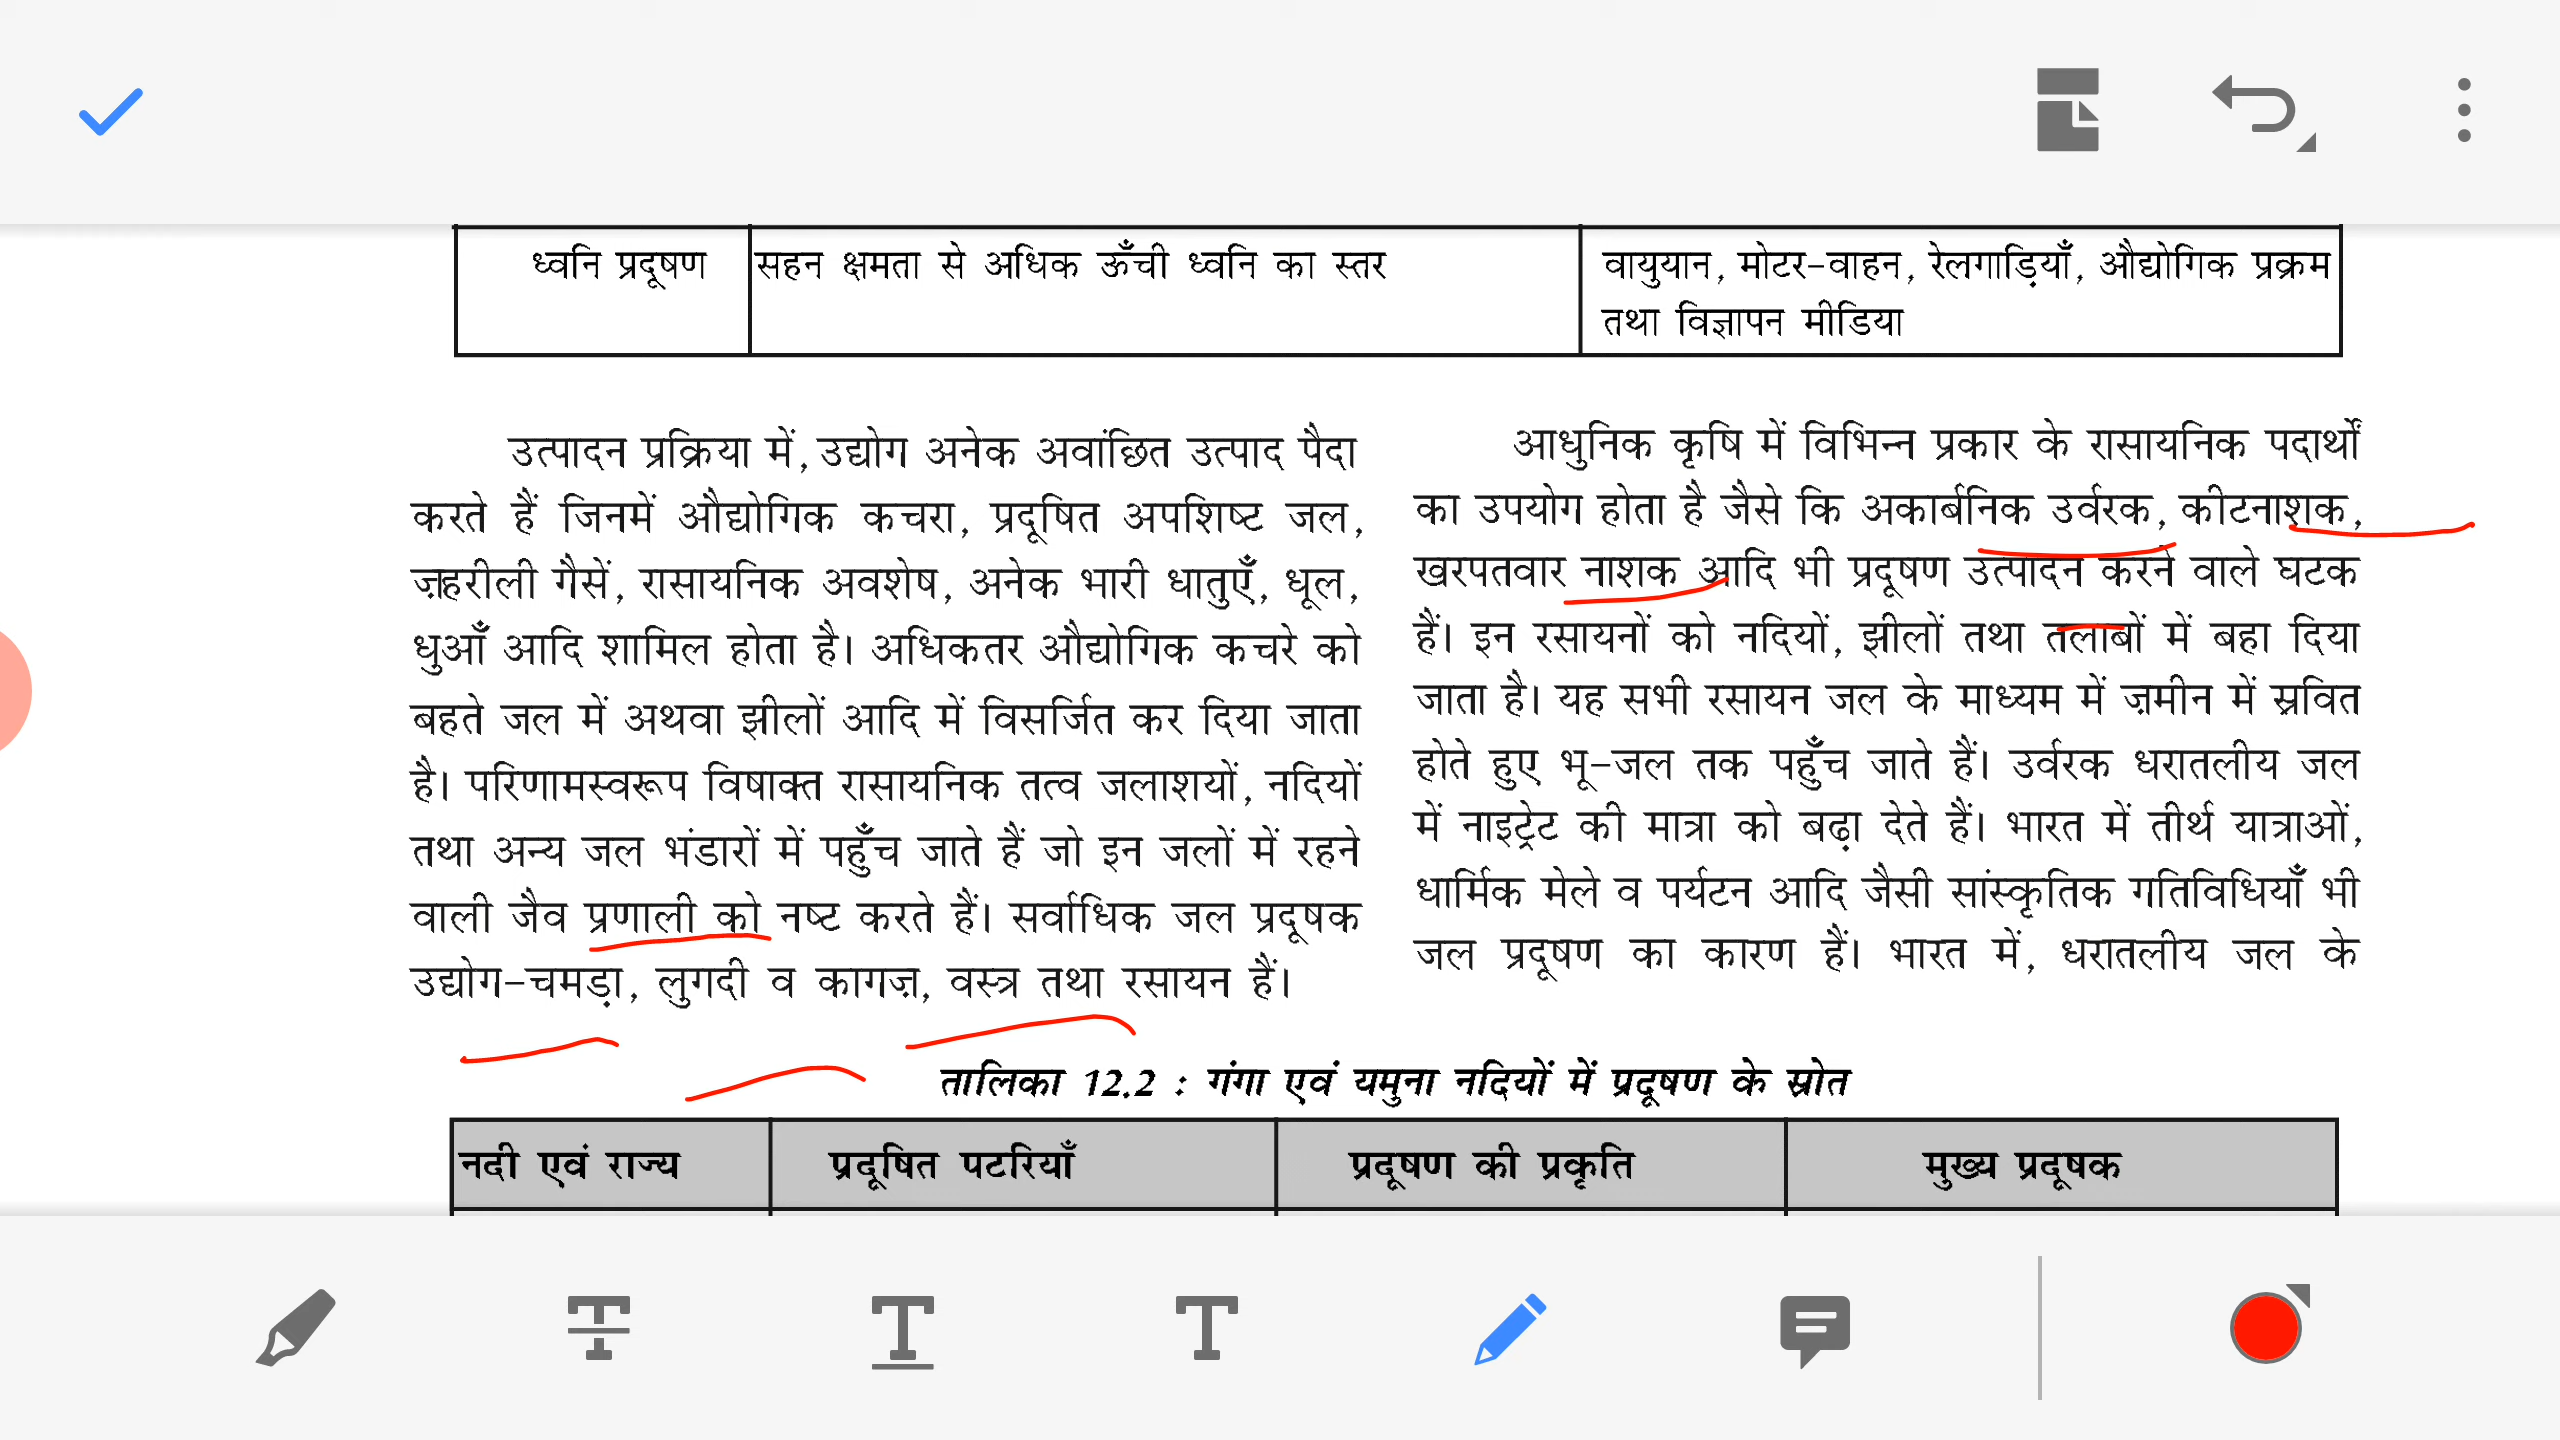 ध्वनि प्रदूषण
सहन क्षमता से अधिक ऊँची ध्वनि का स्तर
वायुयान, मोटर-वाहन, रेलगाड़ियाँ, औद्योगिक प्रक्रम
तथा विज्ञापन मीडिया
उत्पादन प्रक्रिया में, उद्योग अनेक अवांछित उत्पाद पैदा
करते हैं जिनमें औद्योगिक कचरा, प्रदूषित अपशिष्ट जल,
ज़हरीली गैसें, रासायनिक अवशेष, अनेक भारी धातुएँ, धूल,
धुआँ आदि शामिल होता है। अधिकतर औद्योगिक कचरे को
बहते जल में अथवा झीलों आदि में विसर्जित कर दिया जाता
है। परिणामस्वरूप विषाक्त रासायनिक तत्व जलाशयों, नदियों
तथा अन्य जल भंडारों में पहुँच जाते हैं जो इन जलों में रहने
वाली जैव प्रणाली को नष्ट करते हैं। सर्वाधिक जल प्रदूषक
उद्योग-चमड़ा, लुगदी व कागज़, वस्त्र तथा रसायन हैं।
आधुनिक कृषि में विभिन्न प्रकार के रासायनिक पदार्थों
का उपयोग होता है जैसे कि अकार्बनिक उर्वरक, कीटनाशक,
खरपतवार नाशक आदि भी प्रदूषण उत्पादन करने वाले घटक
हैं। इन रसायनों को नदियों, झीलों तथा तलाबों में बहा दिया
जाता है। यह सभी रसायन जल के माध्यम में ज़मीन में स्रवित
होते हुए भू-जल तक पहुँच जाते हैं। उर्वरक धरातलीय जल
में नाइट्रेट की मात्रा को बढ़ा देते हैं। भारत में तीर्थ यात्राओं,
धार्मिक मेले व पर्यटन आदि जैसी सांस्कृतिक गतिविधियाँ भी
जल प्रदूषण का कारण हैं। भारत में, धरातलीय जल के
तालिका 12.2 : गंगा एवं यमुना नदियों में प्रदूषण के स्रोत
नदी एवं राज्य
प्रदूषित पटरियाँ
प्रदूषण की प्रकृति
मुख्य प्रदूषक